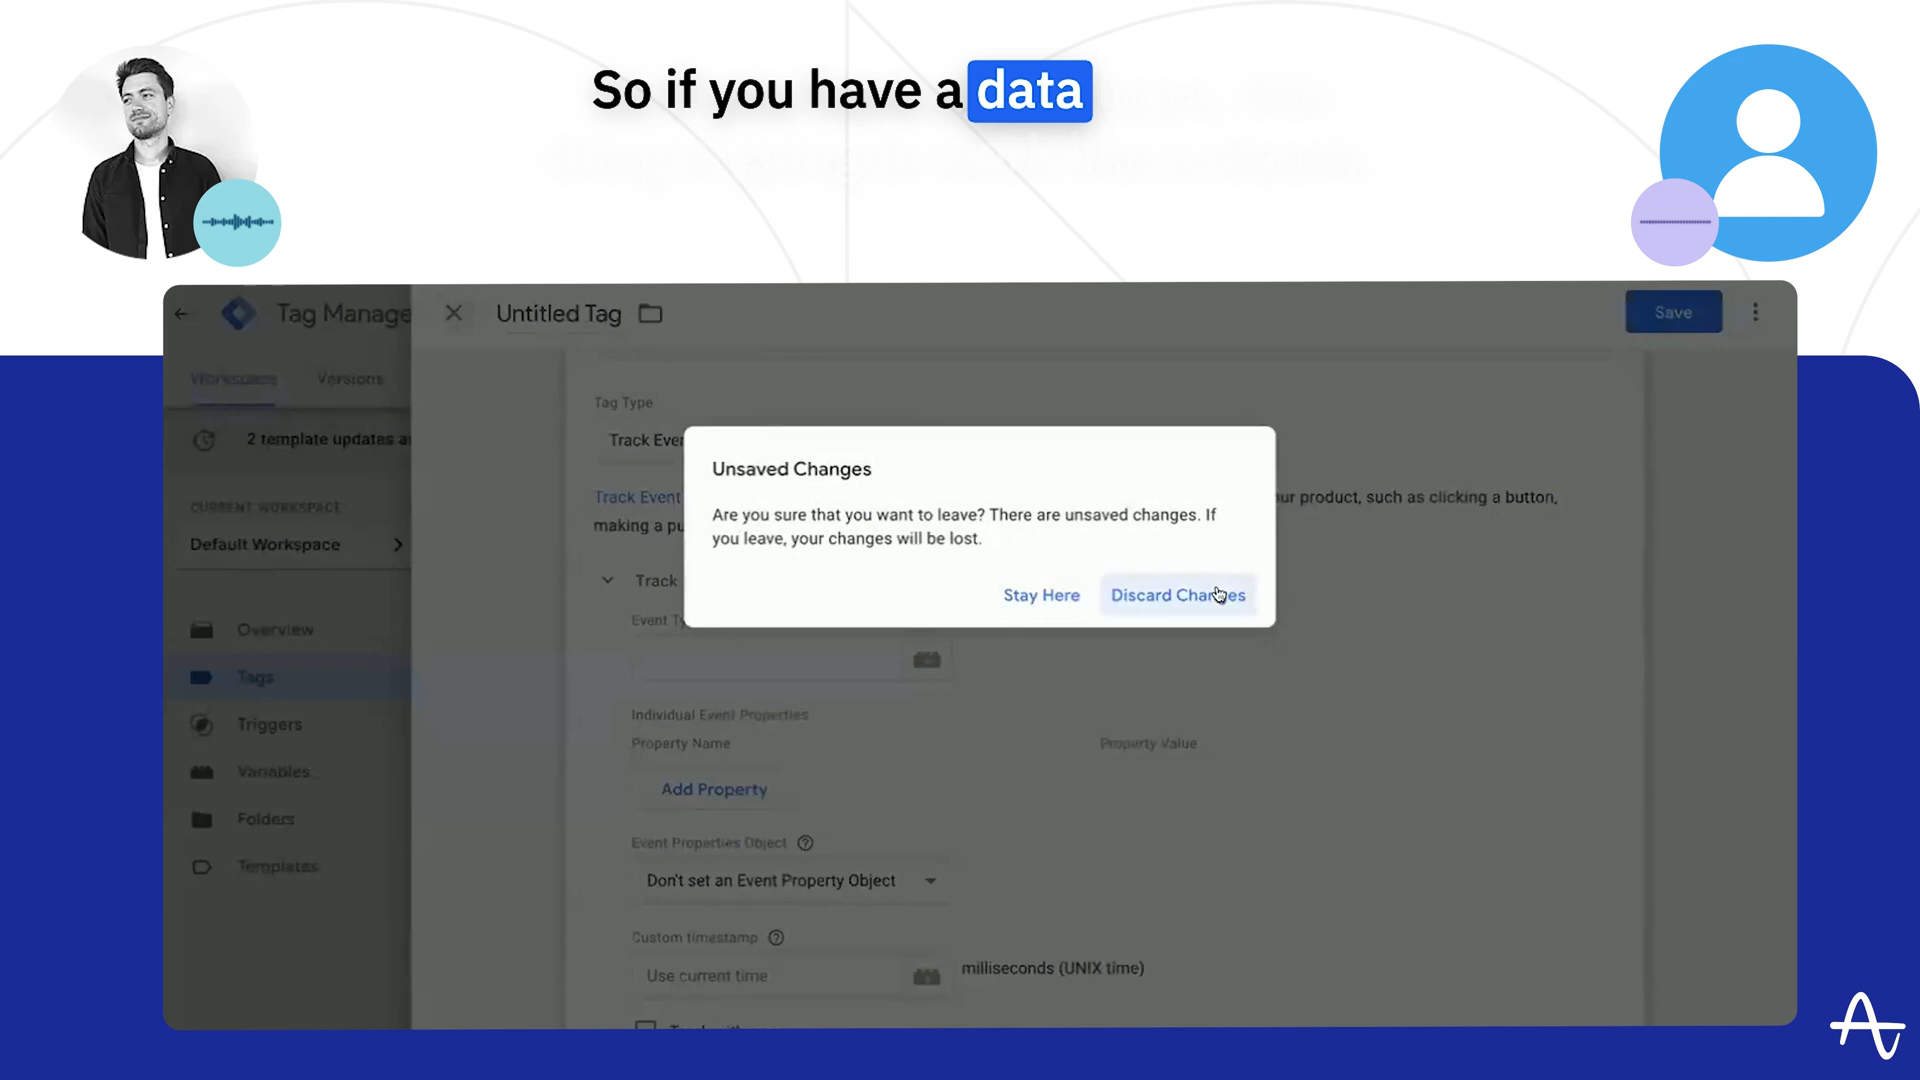 So if you have a data
Tag Manage
Untitled Tag
Save
Workspace
Versions
Tag Type
2 template updates a
Track Eve
Unsaved Changes
Track Event
ur product, such as clicking a button,
making a pu
Are you sure that you want to leave? There are unsaved changes. If
you leave, your changes will be lost.
CURRENT WORKSPACE
Default Workspace
Track
Stay Here
Discard Changes
Event Ty
Overview
Tags
Triggers
Variables
Folders
Templates
Individual Event Properties
Property Name
Property Value
Add Property
Event Properties Object
Don't set an Event Property Object
Custom timestamp
Use current time
milliseconds (UNIX time)